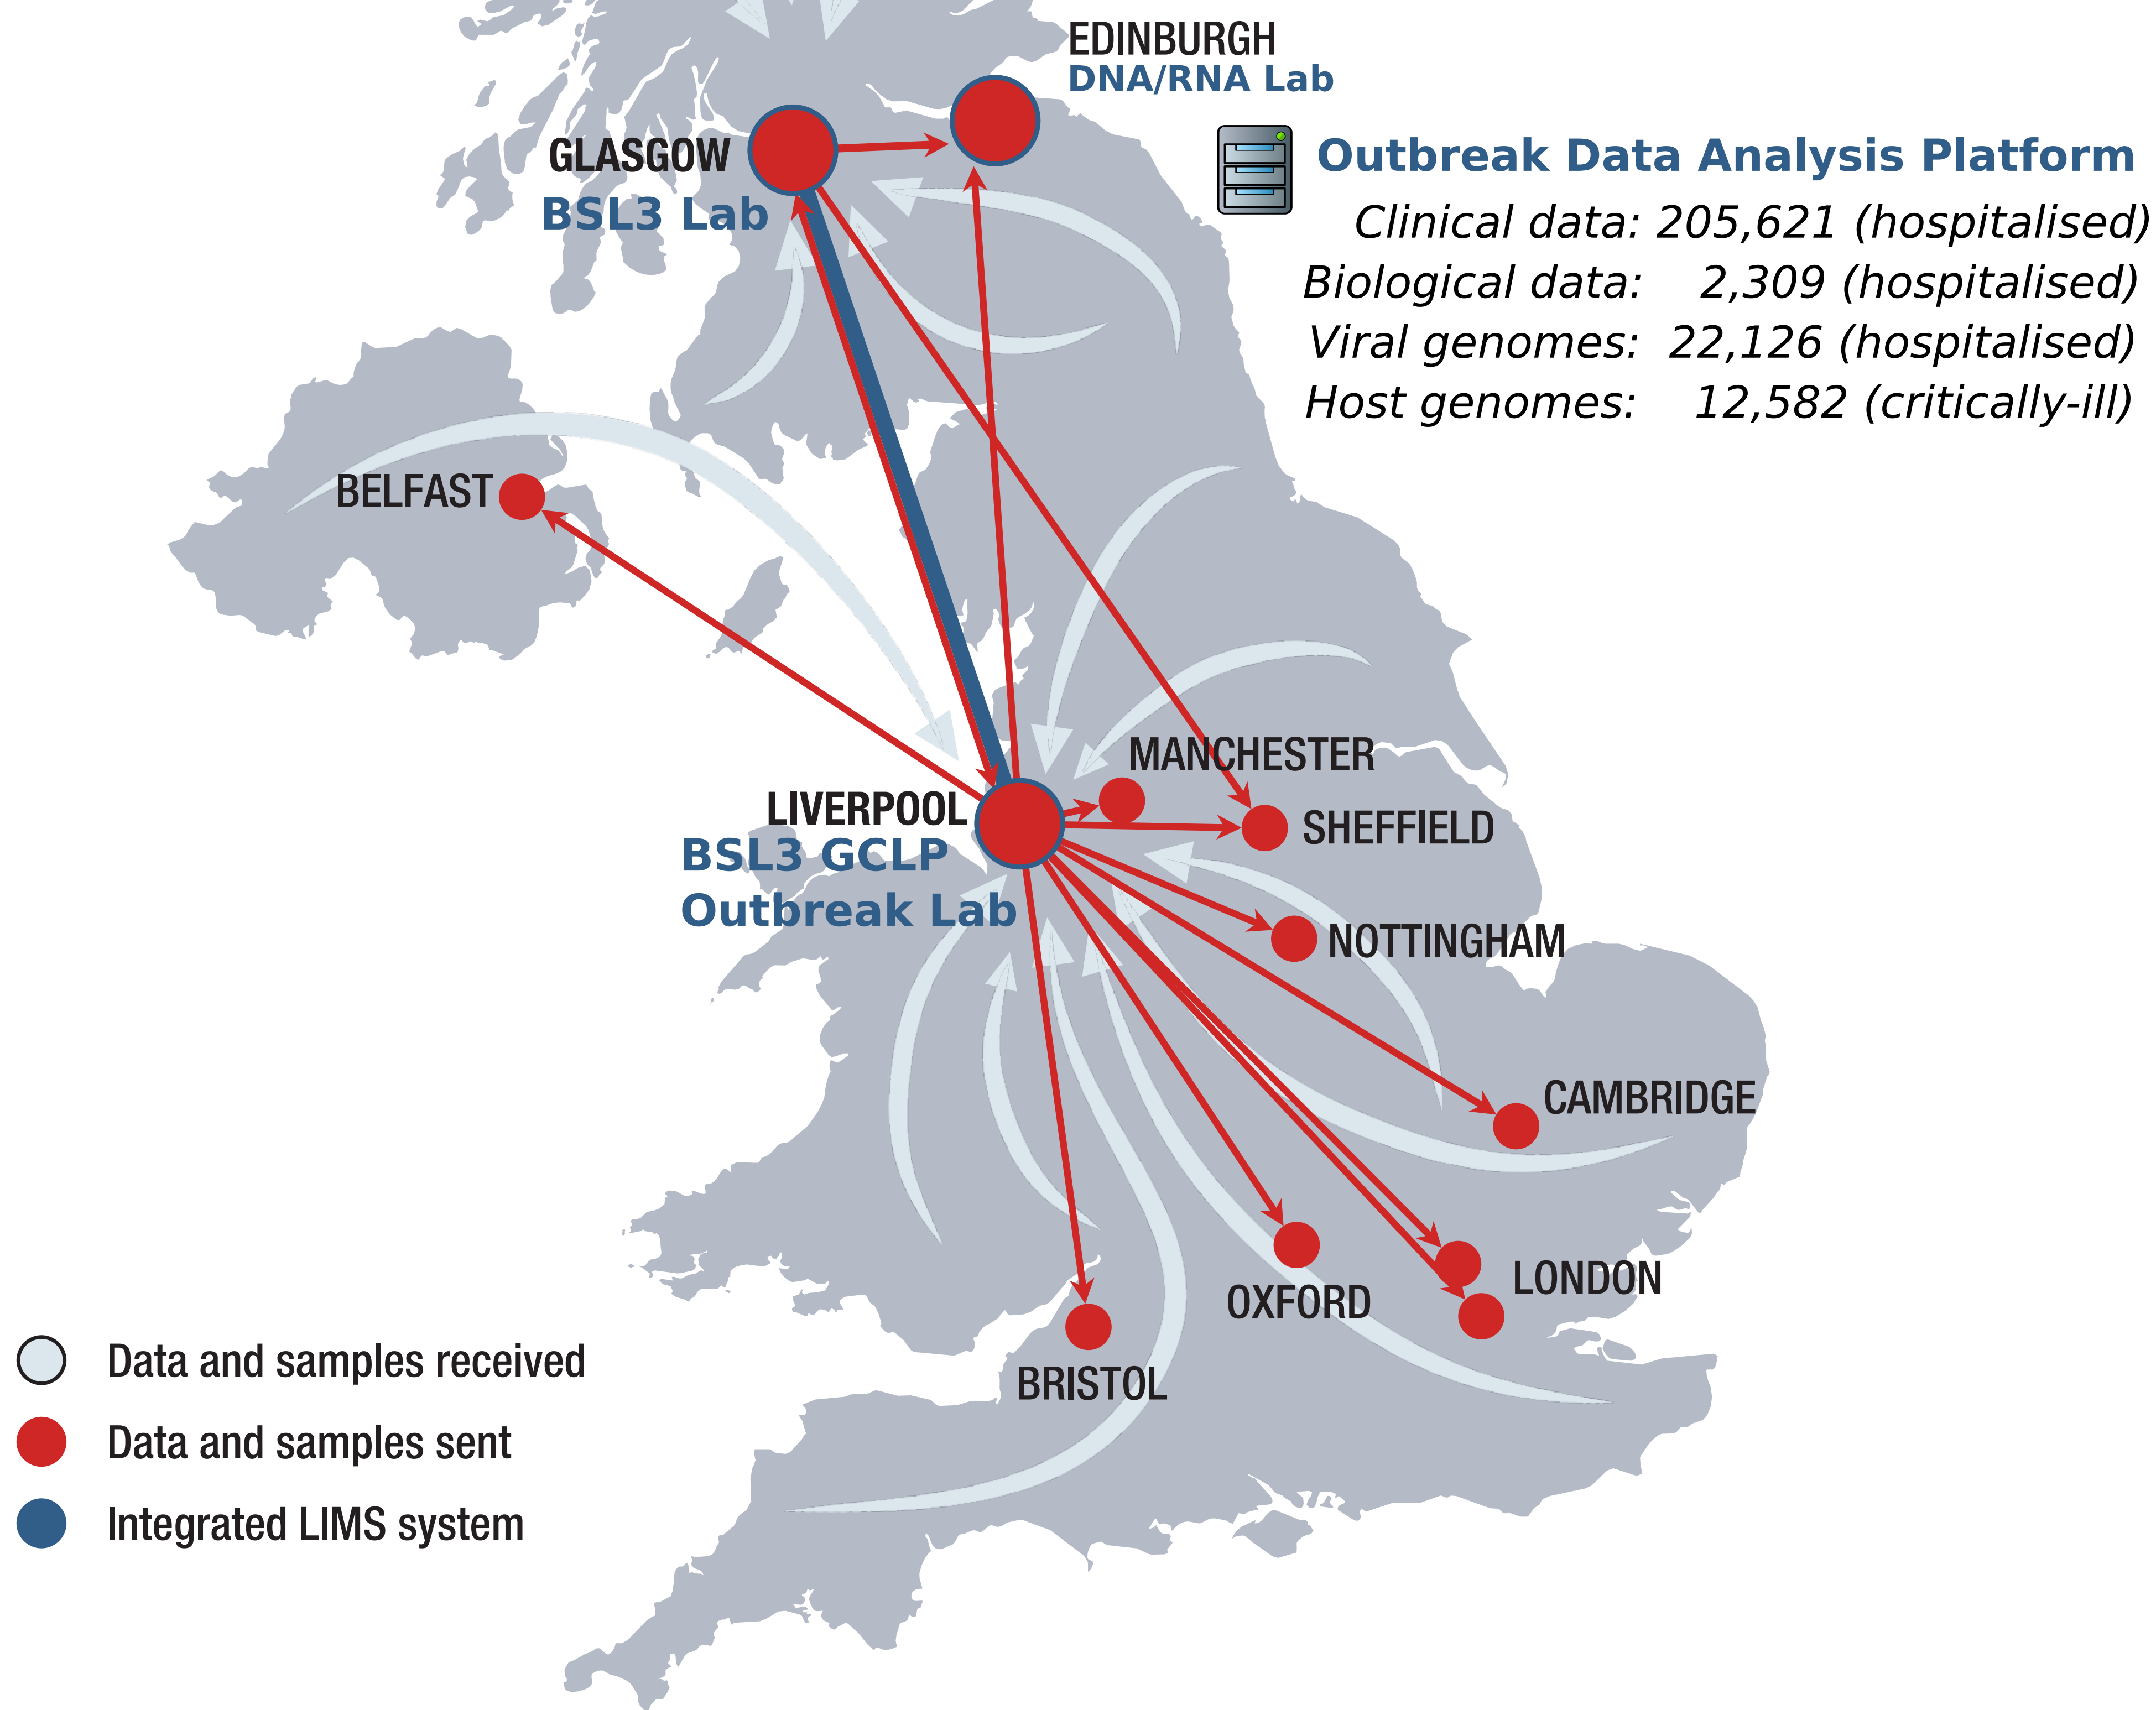 EDINBURGH
DNA/RNA Lab
GLASGOW
BSL3 Lab
Outbreak Data Analysis Platform
Clinical data: 205,621 (hospitalised)
Biological data: 2,309 (hospitalised)
Viral genomes: 22,126 (hospitalised)
Host genomes: 12,582 (critically-ill)
BELFAST
MANCHESTER
LIVERPOOL
BSL3 GCLP
Outbreak Lab
SHEFFIELD
NOTTINGHAM
CAMBRIDGE
LONDON
OXFORD
BRISTOL
Data and samples received
Data and samples sent
Integrated LIMS system